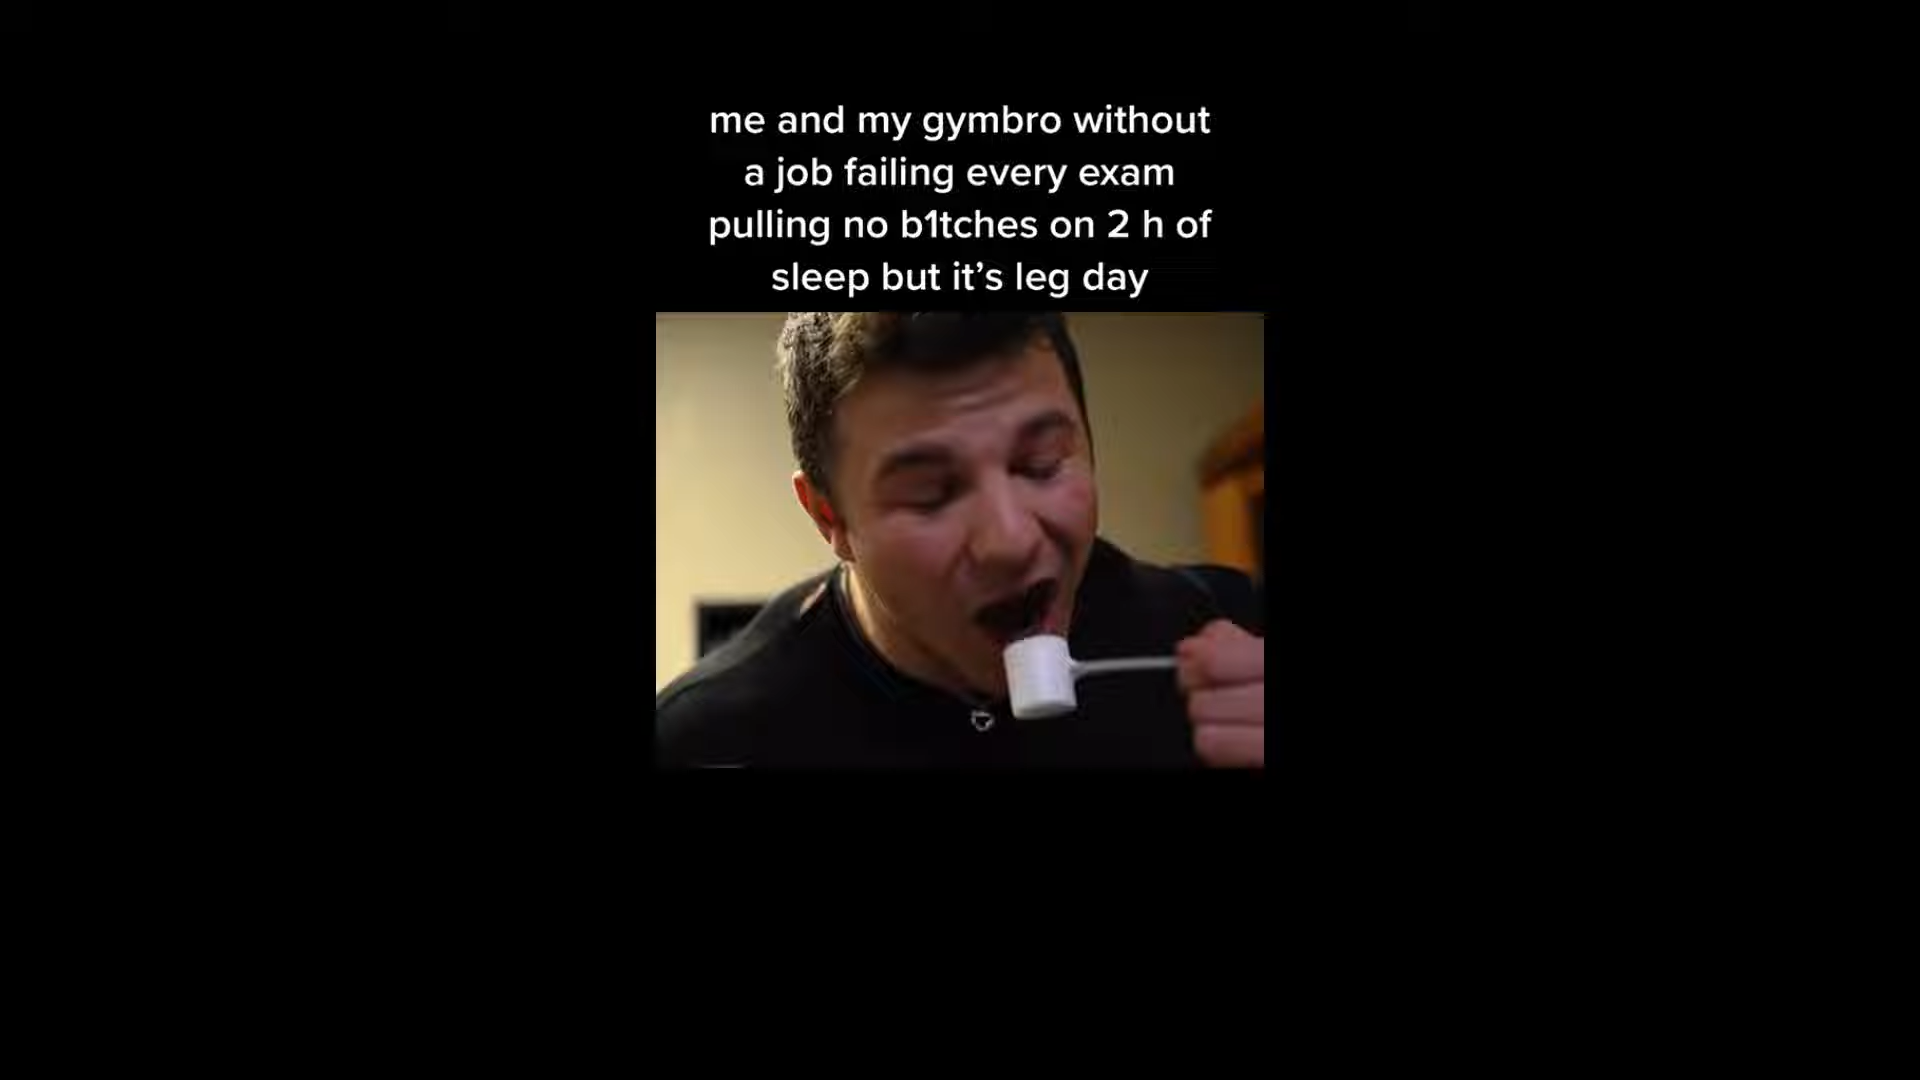 me and my gymbro without
a job failing every exam
pulling no b1tches on 2 h of
sleep but it’s leg day